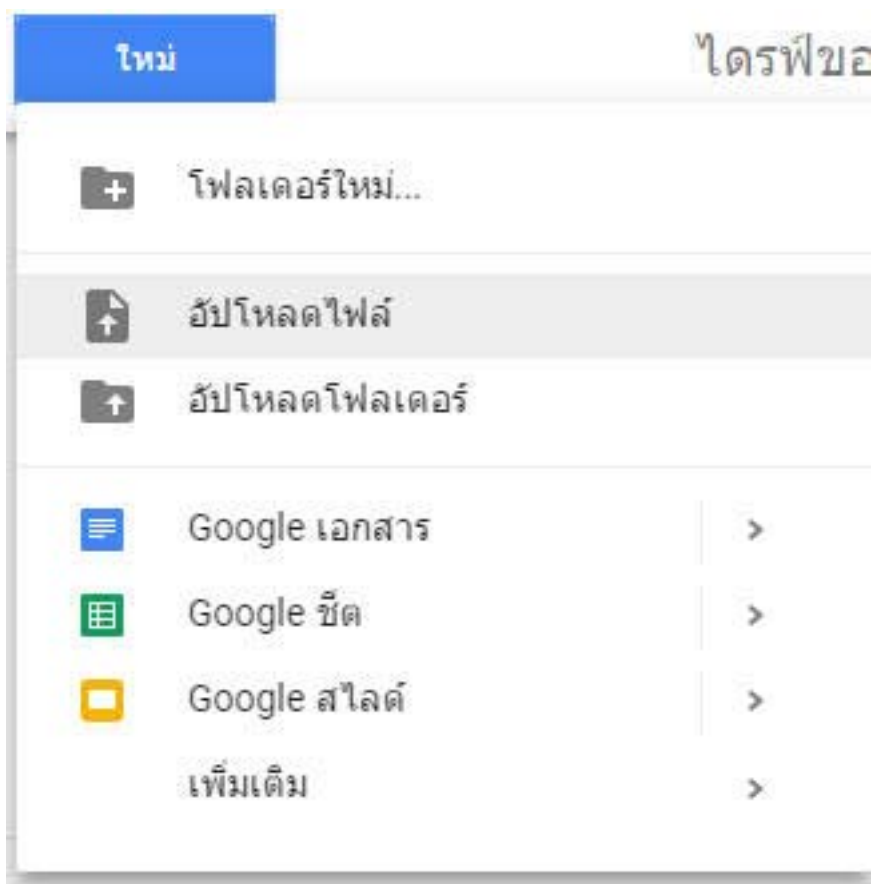 ใหม่
ไดรฟ์ขอ
โฟลเดอร์ใหม่...
อัปโหลดไฟล์
อัปโหลดโฟลเดอร์
Google เอกสาร
Google ชีต
Google สไลด์
เพิ่มเติม